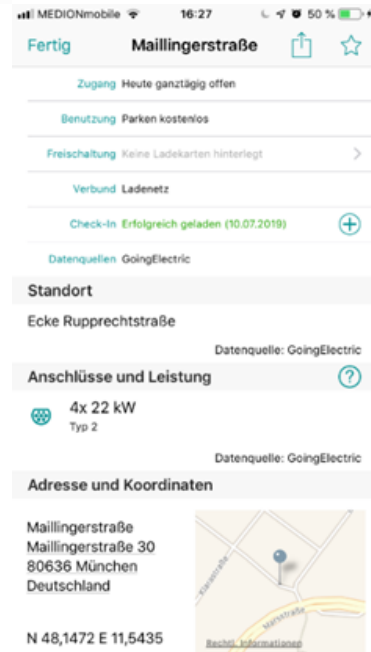 MEDIONmobile 16:27 50 %
Fertig Maillingerstraße
Zugang Heute ganztägig offen
Benutzung Parken kostenlos
Freischaltung Keine Ladekarten hinterlegt
Verbund Ladenetz
Check-In Erfolgreich geladen (10.07.2019)
Datenquellen GoingElectric
Standort
Ecke Rupprechtstraße
Datenquelle: GoingElectric
Anschlüsse und Leistung ?
4x 22 kW
Typ 2
Datenquelle: GoingElectric
Adresse und Koordinaten
Maillingerstraße
Maillingerstraße 30
80636 München
Deutschland
N 48,1472 E 11,5435
Klarastraße
Marsstraße
Rechtl. Informationen